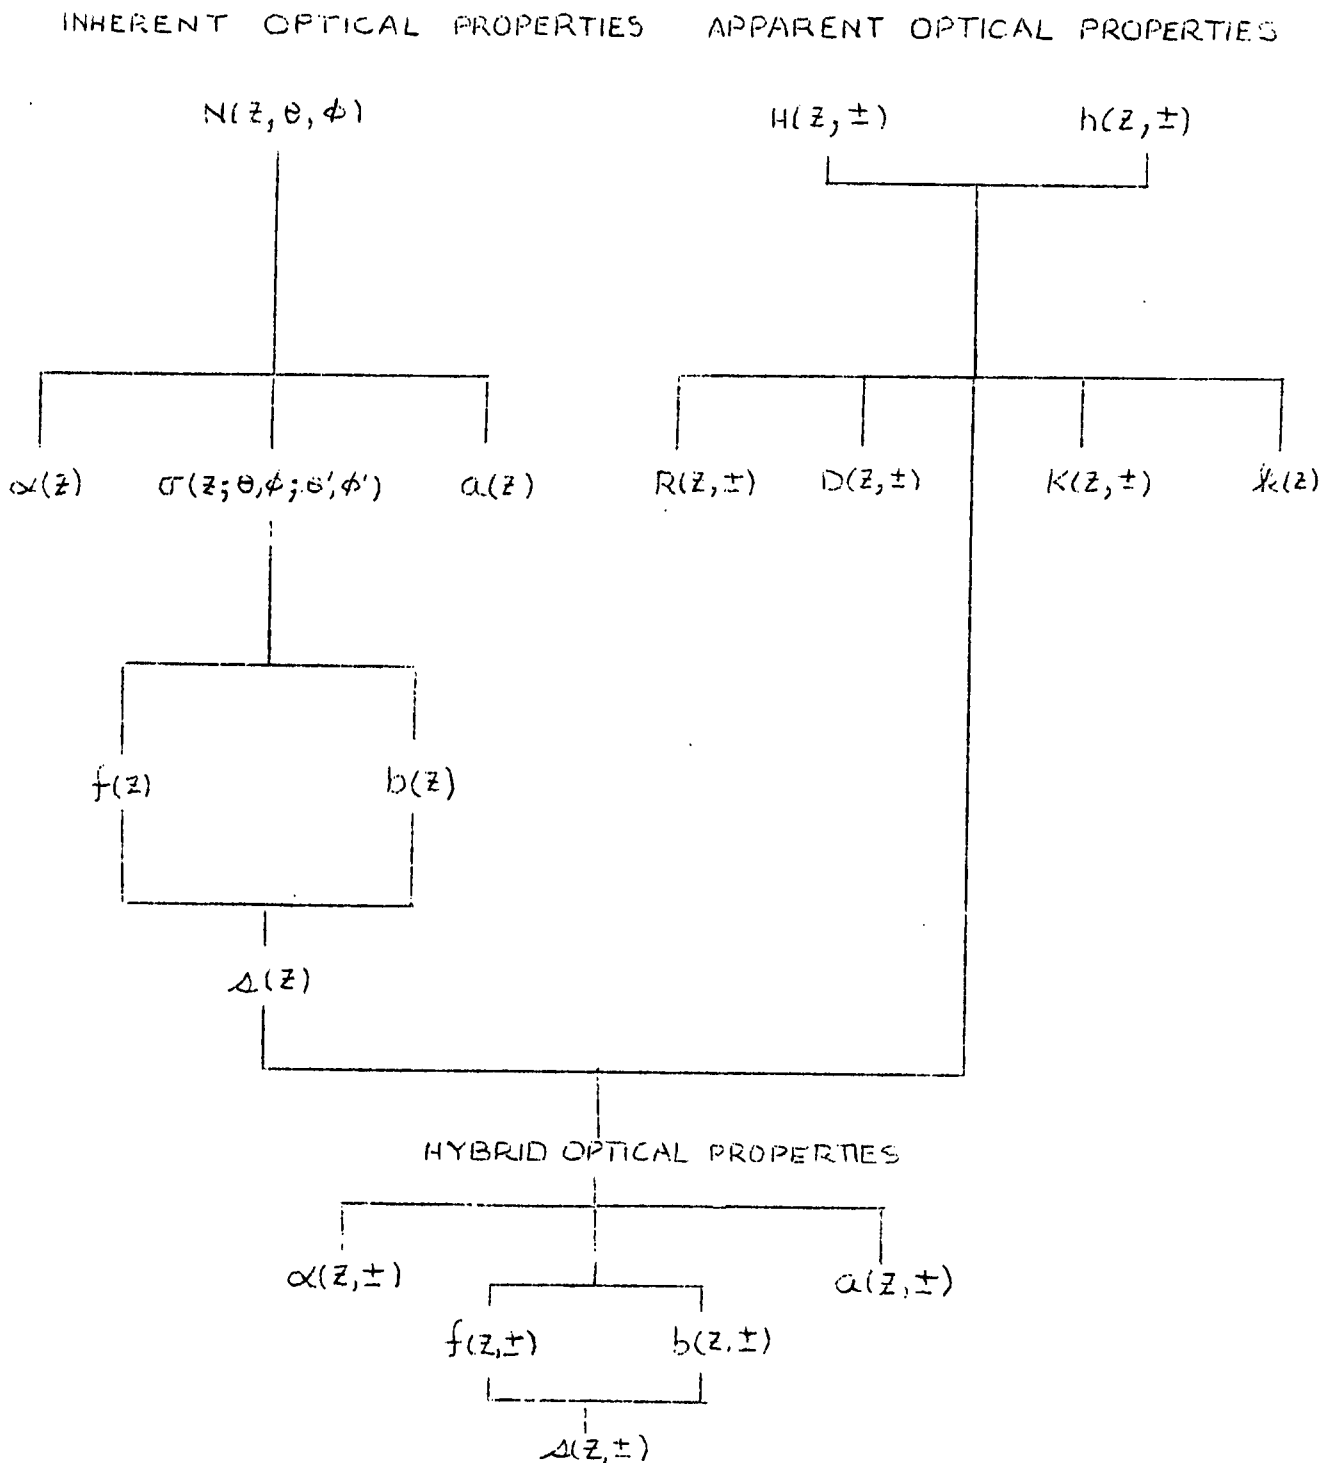 INHERENT OPTICAL PROPERTIES APPARENT OPTICAL PROPERTIES
N(z, θ, ϕ) H(z, ±) h(z, ±)
α(z) σ(z; θ,ϕ; θ',ϕ') a(z) R(z,±) D(z,±) K(z,±) k(z)
f(z) b(z)
s(z)
HYBRID OPTICAL PROPERTIES
α(z,±) a(z,±)
f(z,±) b(z,±)
s(z,±)